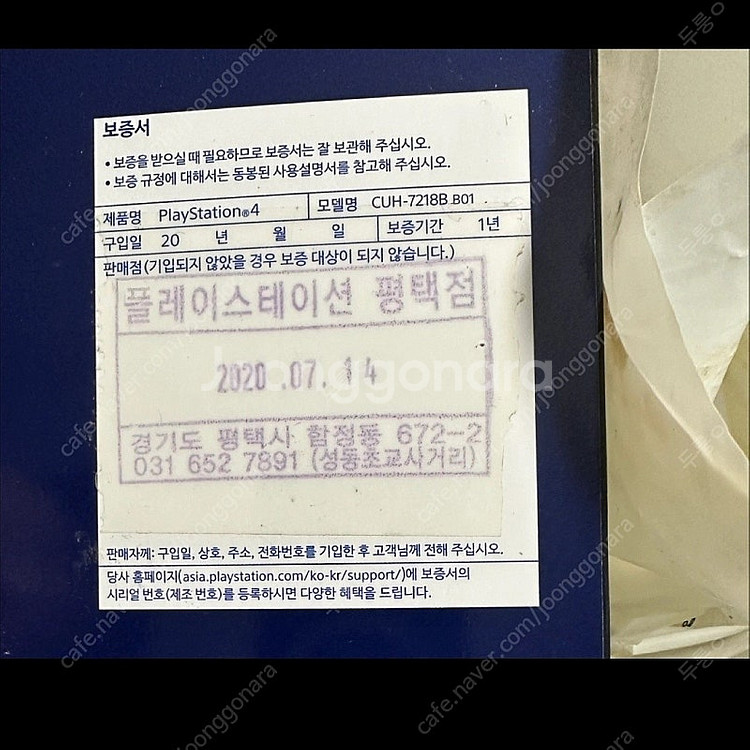 보증서
• 보증을 받으실 때 필요하므로 보증서는 잘 보관해 주십시오.
• 보증 규정에 대해서는 동봉된 사용설명서를 참고해 주십시오.
제품명 PlayStation®4 모델명 CUH-7218B B01
구입일 20 년 월 일 보증기간 1년
판매점(기입되지 않았을 경우 보증 대상이 되지 않습니다.)
플레이스테이션 평택점
2020.07.14
Joonggonara
경기도 평택시 합정동 672-2
031 652 7891 (성동초교사거리)
판매자께: 구입일, 상호, 주소, 전화번호를 기입한 후 고객님께 전해 주십시오.
당사 홈페이지(asia.playstation.com/ko-kr/support/)에 보증서의
시리얼 번호(제조 번호)를 등록하시면 다양한 혜택을 드립니다.
cafe.naver.com/joonggonara
두룽O